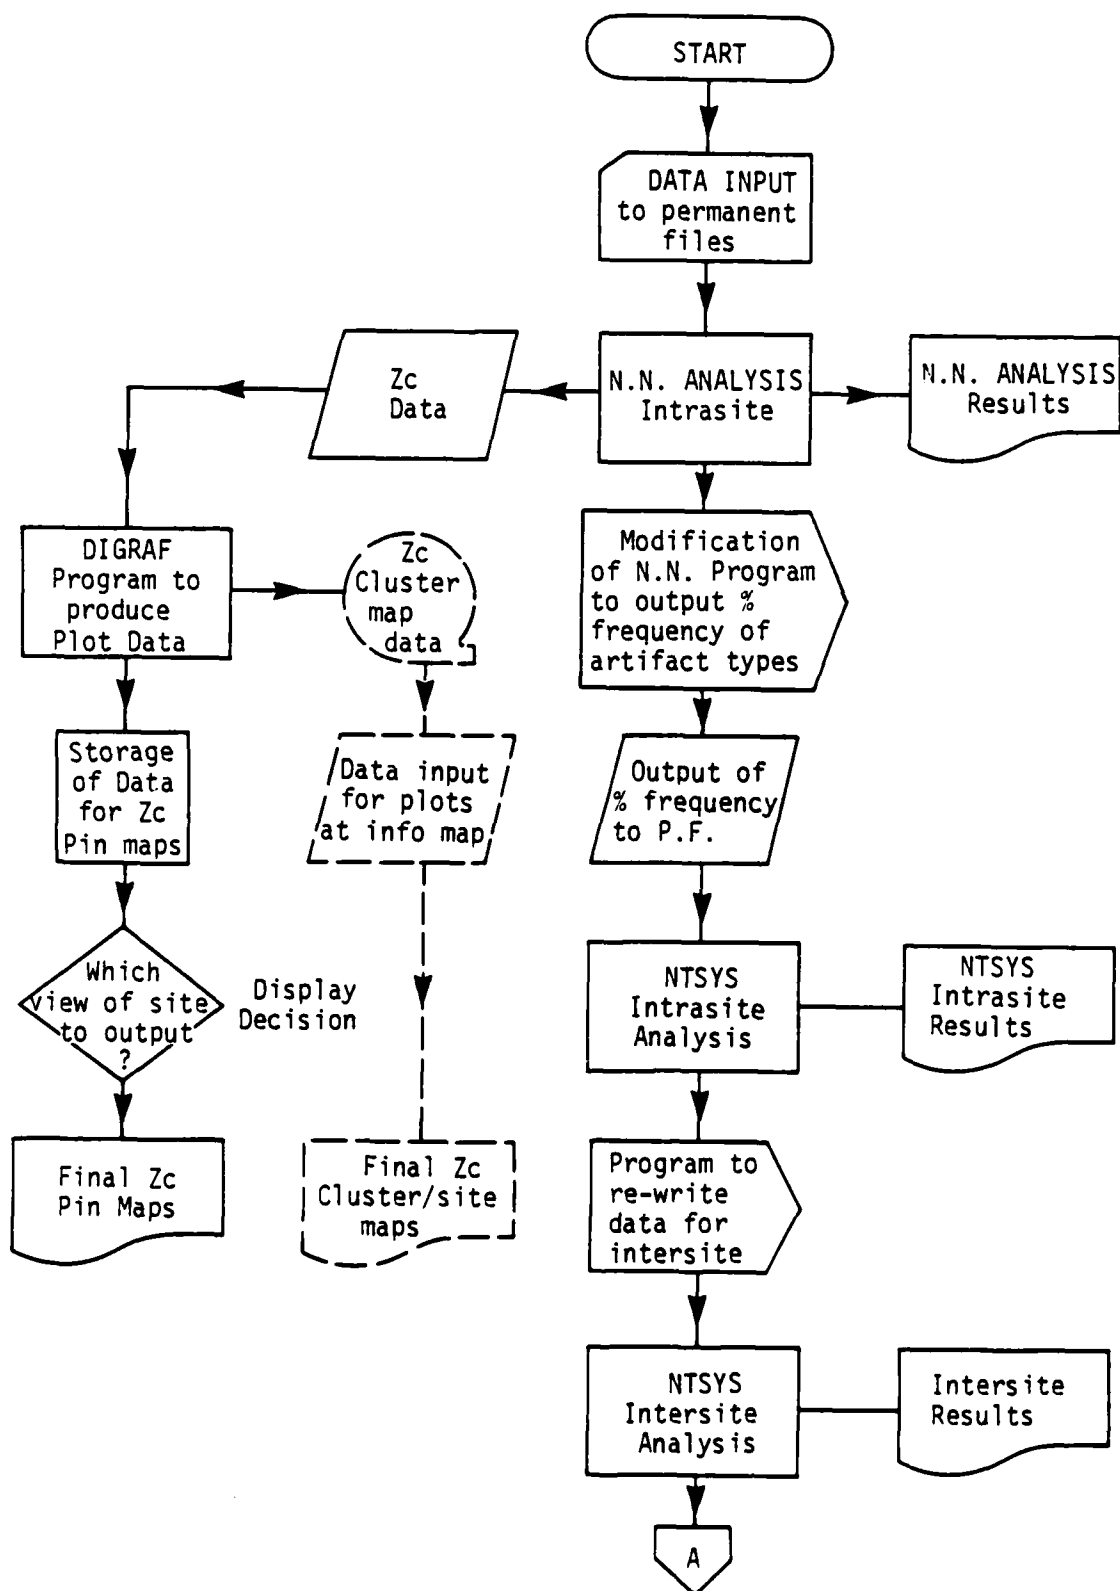 START
DATA INPUT
to permanent
files
Zc
Data
N.N. ANALYSIS
Intrasite
N.N. ANALYSIS
Results
DIGRAF
Program to
produce
Plot Data
Zc
Cluster
map
data
Modification
of N.N. Program
to output %
frequency of
artifact types
Storage
of Data
for Zc
Pin maps
Data input
for plots
at info map
Output of
% frequency
to P.F.
Which
view of site
to output
?
Display
Decision
NTSYS
Intrasite
Analysis
NTSYS
Intrasite
Results
Final Zc
Pin Maps
Final Zc
Cluster/site
maps
Program to
re-write
data for
intersite
NTSYS
Intersite
Analysis
Intersite
Results
A